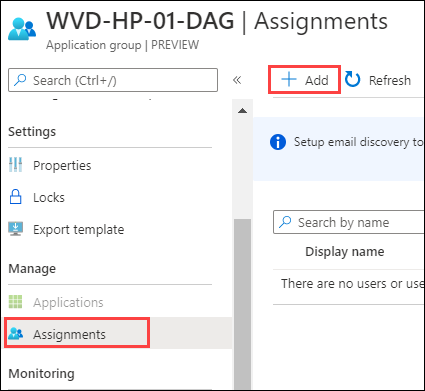 WVD-HP-01-DAG | Assignments
Application group | PREVIEW
Search (Ctrl+/)
Settings
Properties
Locks
Export template
Manage
Applications
Assignments
Monitoring
Add
Refresh
Setup email discovery to
Search by name
Display name
There are no users or use